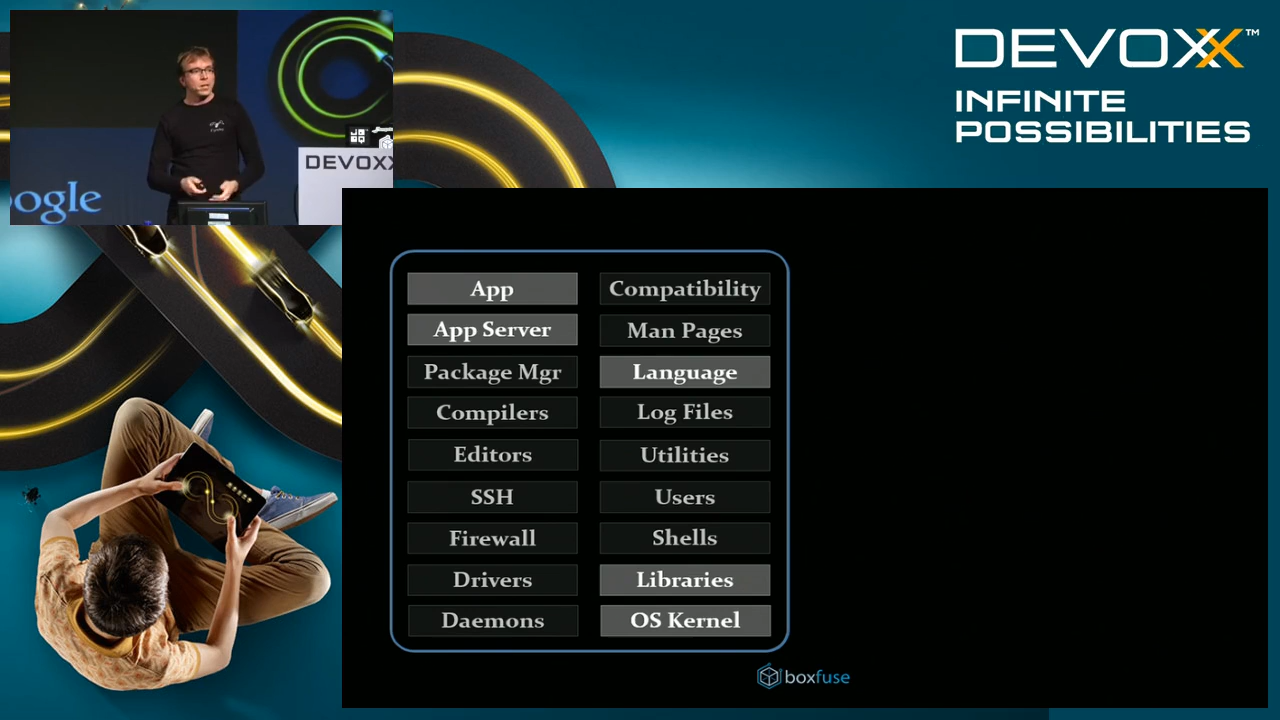 DEVOXX™
INFINITE
POSSIBILITIES
DEVOXX
ogle
App
Compatibility
App Server
Man Pages
Package Mgr
Language
Compilers
Log Files
Editors
Utilities
SSH
Users
Firewall
Shells
Drivers
Libraries
Daemons
OS Kernel
boxfuse